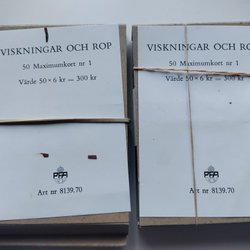 VISKNINGAR OCH ROP
50 Maximumkort nr 1
Värde 50 × 6 kr — 300 kr
PFA
Art nr 8139.70
VISKNINGAR OCH ROP
50 Maximumkort nr 1
Värde 50 × 6 kr — 300 kr
PFA
Art nr 8139.70